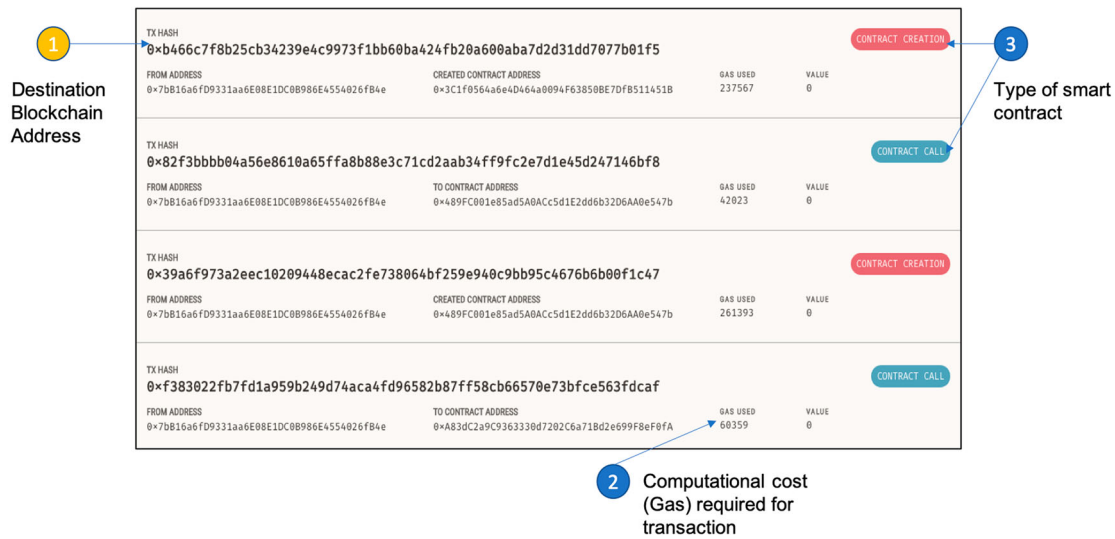 TX HASH
0×b466c7f8b25cb34239e4c9973f1bb60ba424fb20a600aba7d2d31dd7077b01f5
CONTRACT CREATION
FROM ADDRESS
CREATED CONTRACT ADDRESS
GAS USED
VALUE
0×7bB16a6fD9331aa6E08E1DC0B986E4554026fB4e
0×3C1f0564a6e4D464a0094F63850BE7DfB511451B
237567
0
1
Destination
Blockchain
Address
3
Type of smart
contract
TX HASH
0×82f3bbbb04a56e8610a65ffa8b88e3c71cd2aab34ff9fc2e7d1e45d247146bf8
CONTRACT CALL
FROM ADDRESS
TO CONTRACT ADDRESS
GAS USED
VALUE
0×7bB16a6fD9331aa6E08E1DC0B986E4554026fB4e
0×489FC001e85ad5A0ACc5d1E2dd6b32D6AA0e547b
42023
0
TX HASH
0×39a6f973a2eec10209448ecac2fe738064bf259e940c9bb95c4676b6b00f1c47
CONTRACT CREATION
FROM ADDRESS
CREATED CONTRACT ADDRESS
GAS USED
VALUE
0×7bB16a6fD9331aa6E08E1DC0B986E4554026fB4e
0×489FC001e85ad5A0ACc5d1E2dd6b32D6AA0e547b
261393
0
TX HASH
0×f383022fb7fd1a959b249d74aca4fd96582b87ff58cb66570e73bfce563fdcaf
CONTRACT CALL
FROM ADDRESS
TO CONTRACT ADDRESS
GAS USED
VALUE
0×7bB16a6fD9331aa6E08E1DC0B986E4554026fB4e
0×A83dC2a9C9363330d7202C6a71Bd2e699F8eF0fA
60359
0
2
Computational cost
(Gas) required for
transaction